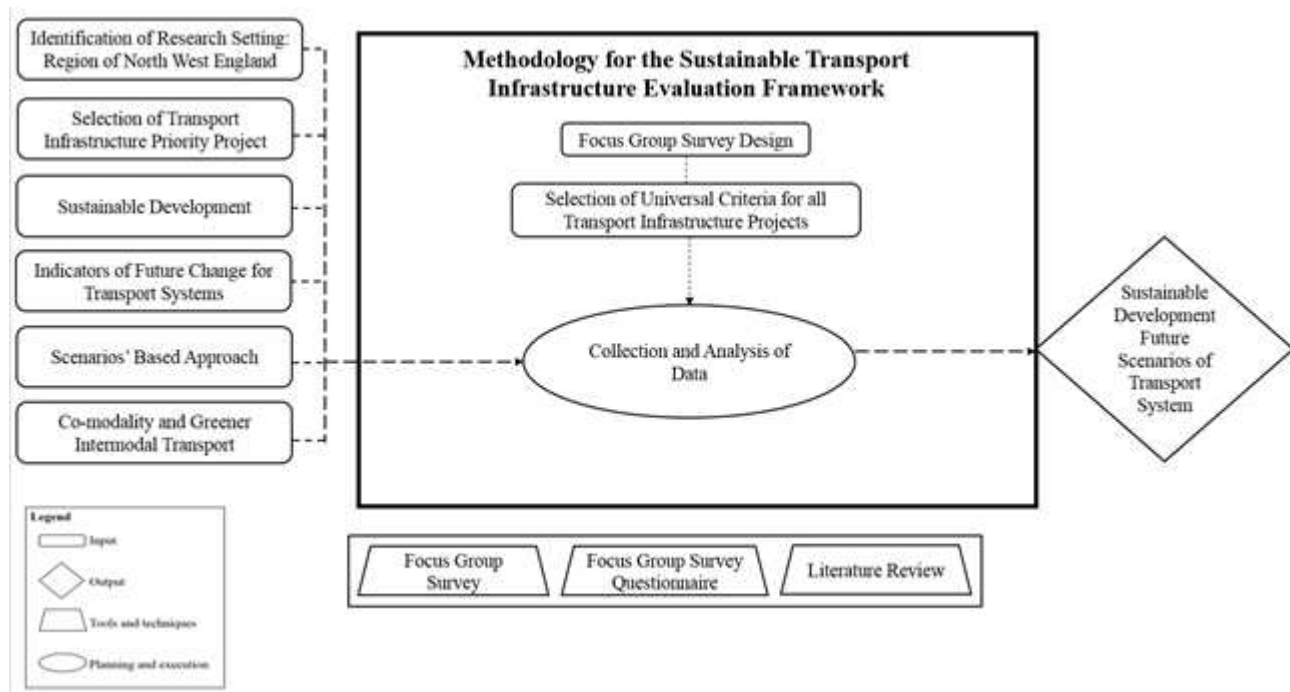 Identification of Research Setting:
Region of North West England
Selection of Transport
Infrastructure Priority Project
Sustainable Development
Indicators of Future Change for
Transport Systems
Scenarios' Based Approach
Co-modality and Greener
Intermodal Transport
Methodology for the Sustainable Transport
Infrastructure Evaluation Framework
Focus Group Survey Design
Selection of Universal Criteria for all
Transport Infrastructure Projects
Collection and Analysis of
Data
Sustainable
Development
Future
Scenarios of
Transport
System
Focus Group
Survey
Focus Group Survey
Questionnaire
Literature Review
Legend
Input
Output
Tools and techniques
Planning and execution